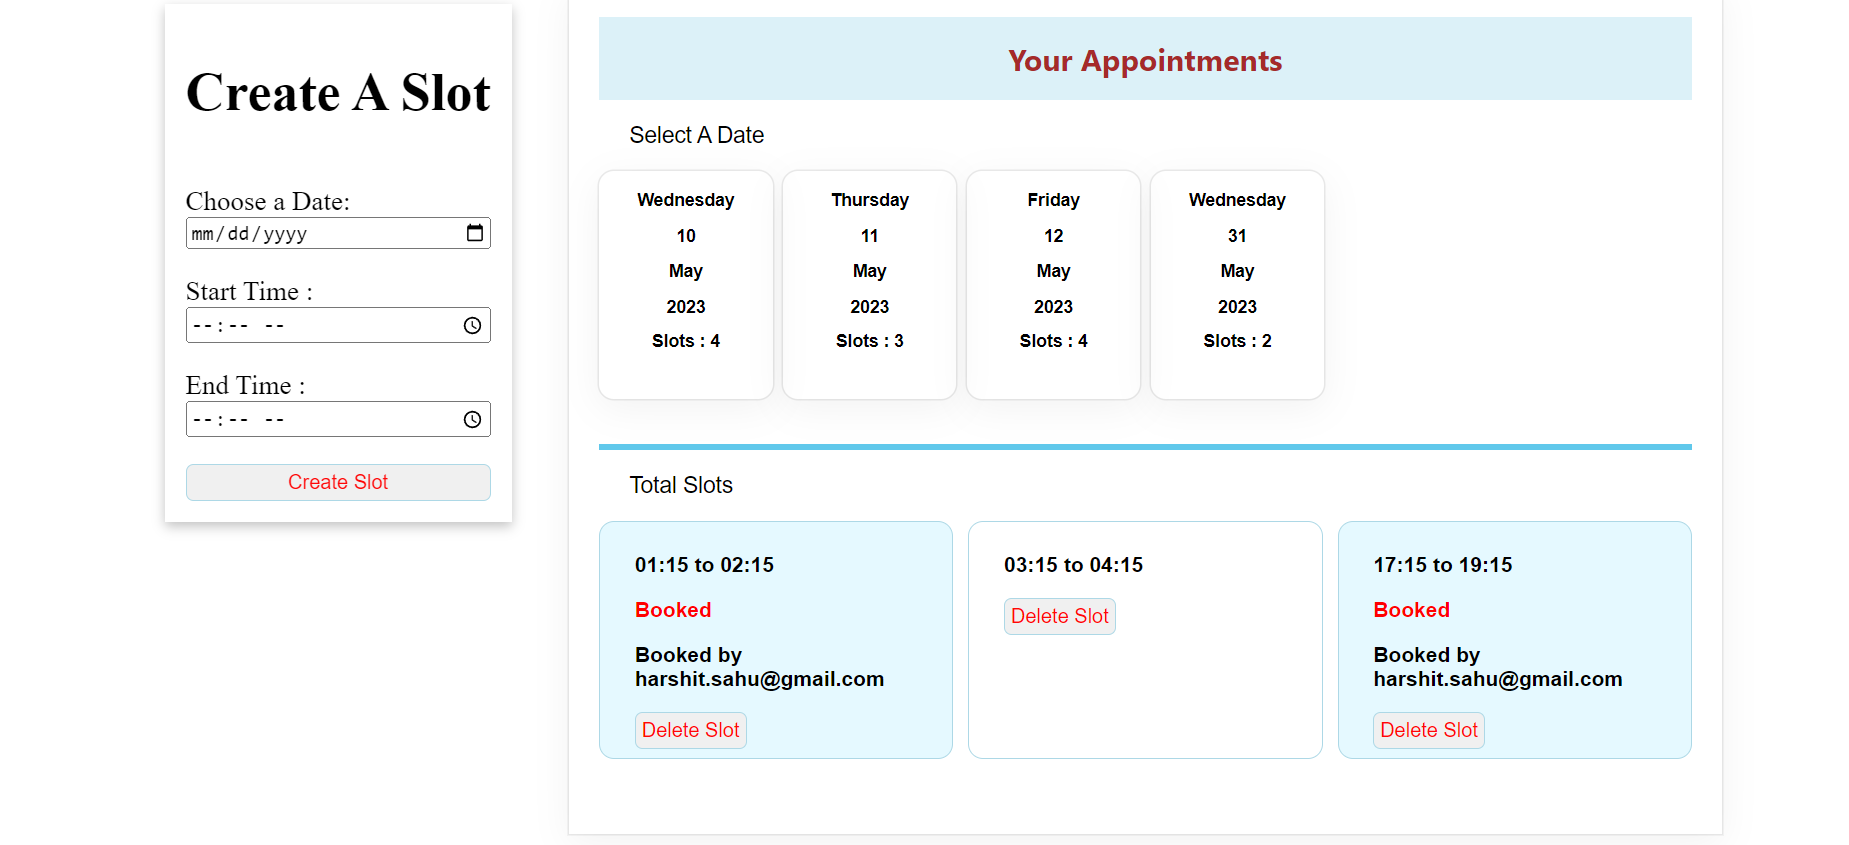 Create A Slot
Choose a Date:
mm/dd/yyyy
Start Time :
--:-- --
End Time :
--:-- --
Create Slot
Your Appointments
Select A Date
Wednesday
10
May
2023
Slots : 4
Thursday
11
May
2023
Slots : 3
Friday
12
May
2023
Slots : 4
Wednesday
31
May
2023
Slots : 2
Total Slots
01:15 to 02:15
Booked
Booked by
harshit.sahu@gmail.com
Delete Slot
03:15 to 04:15
Delete Slot
17:15 to 19:15
Booked
Booked by
harshit.sahu@gmail.com
Delete Slot